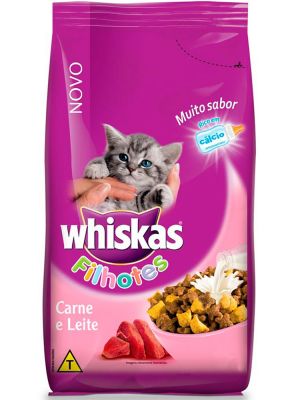 NOVO
Muito sabor
Rico em
cálcio
whiskas
Filhotes
Carne
e Leite
T